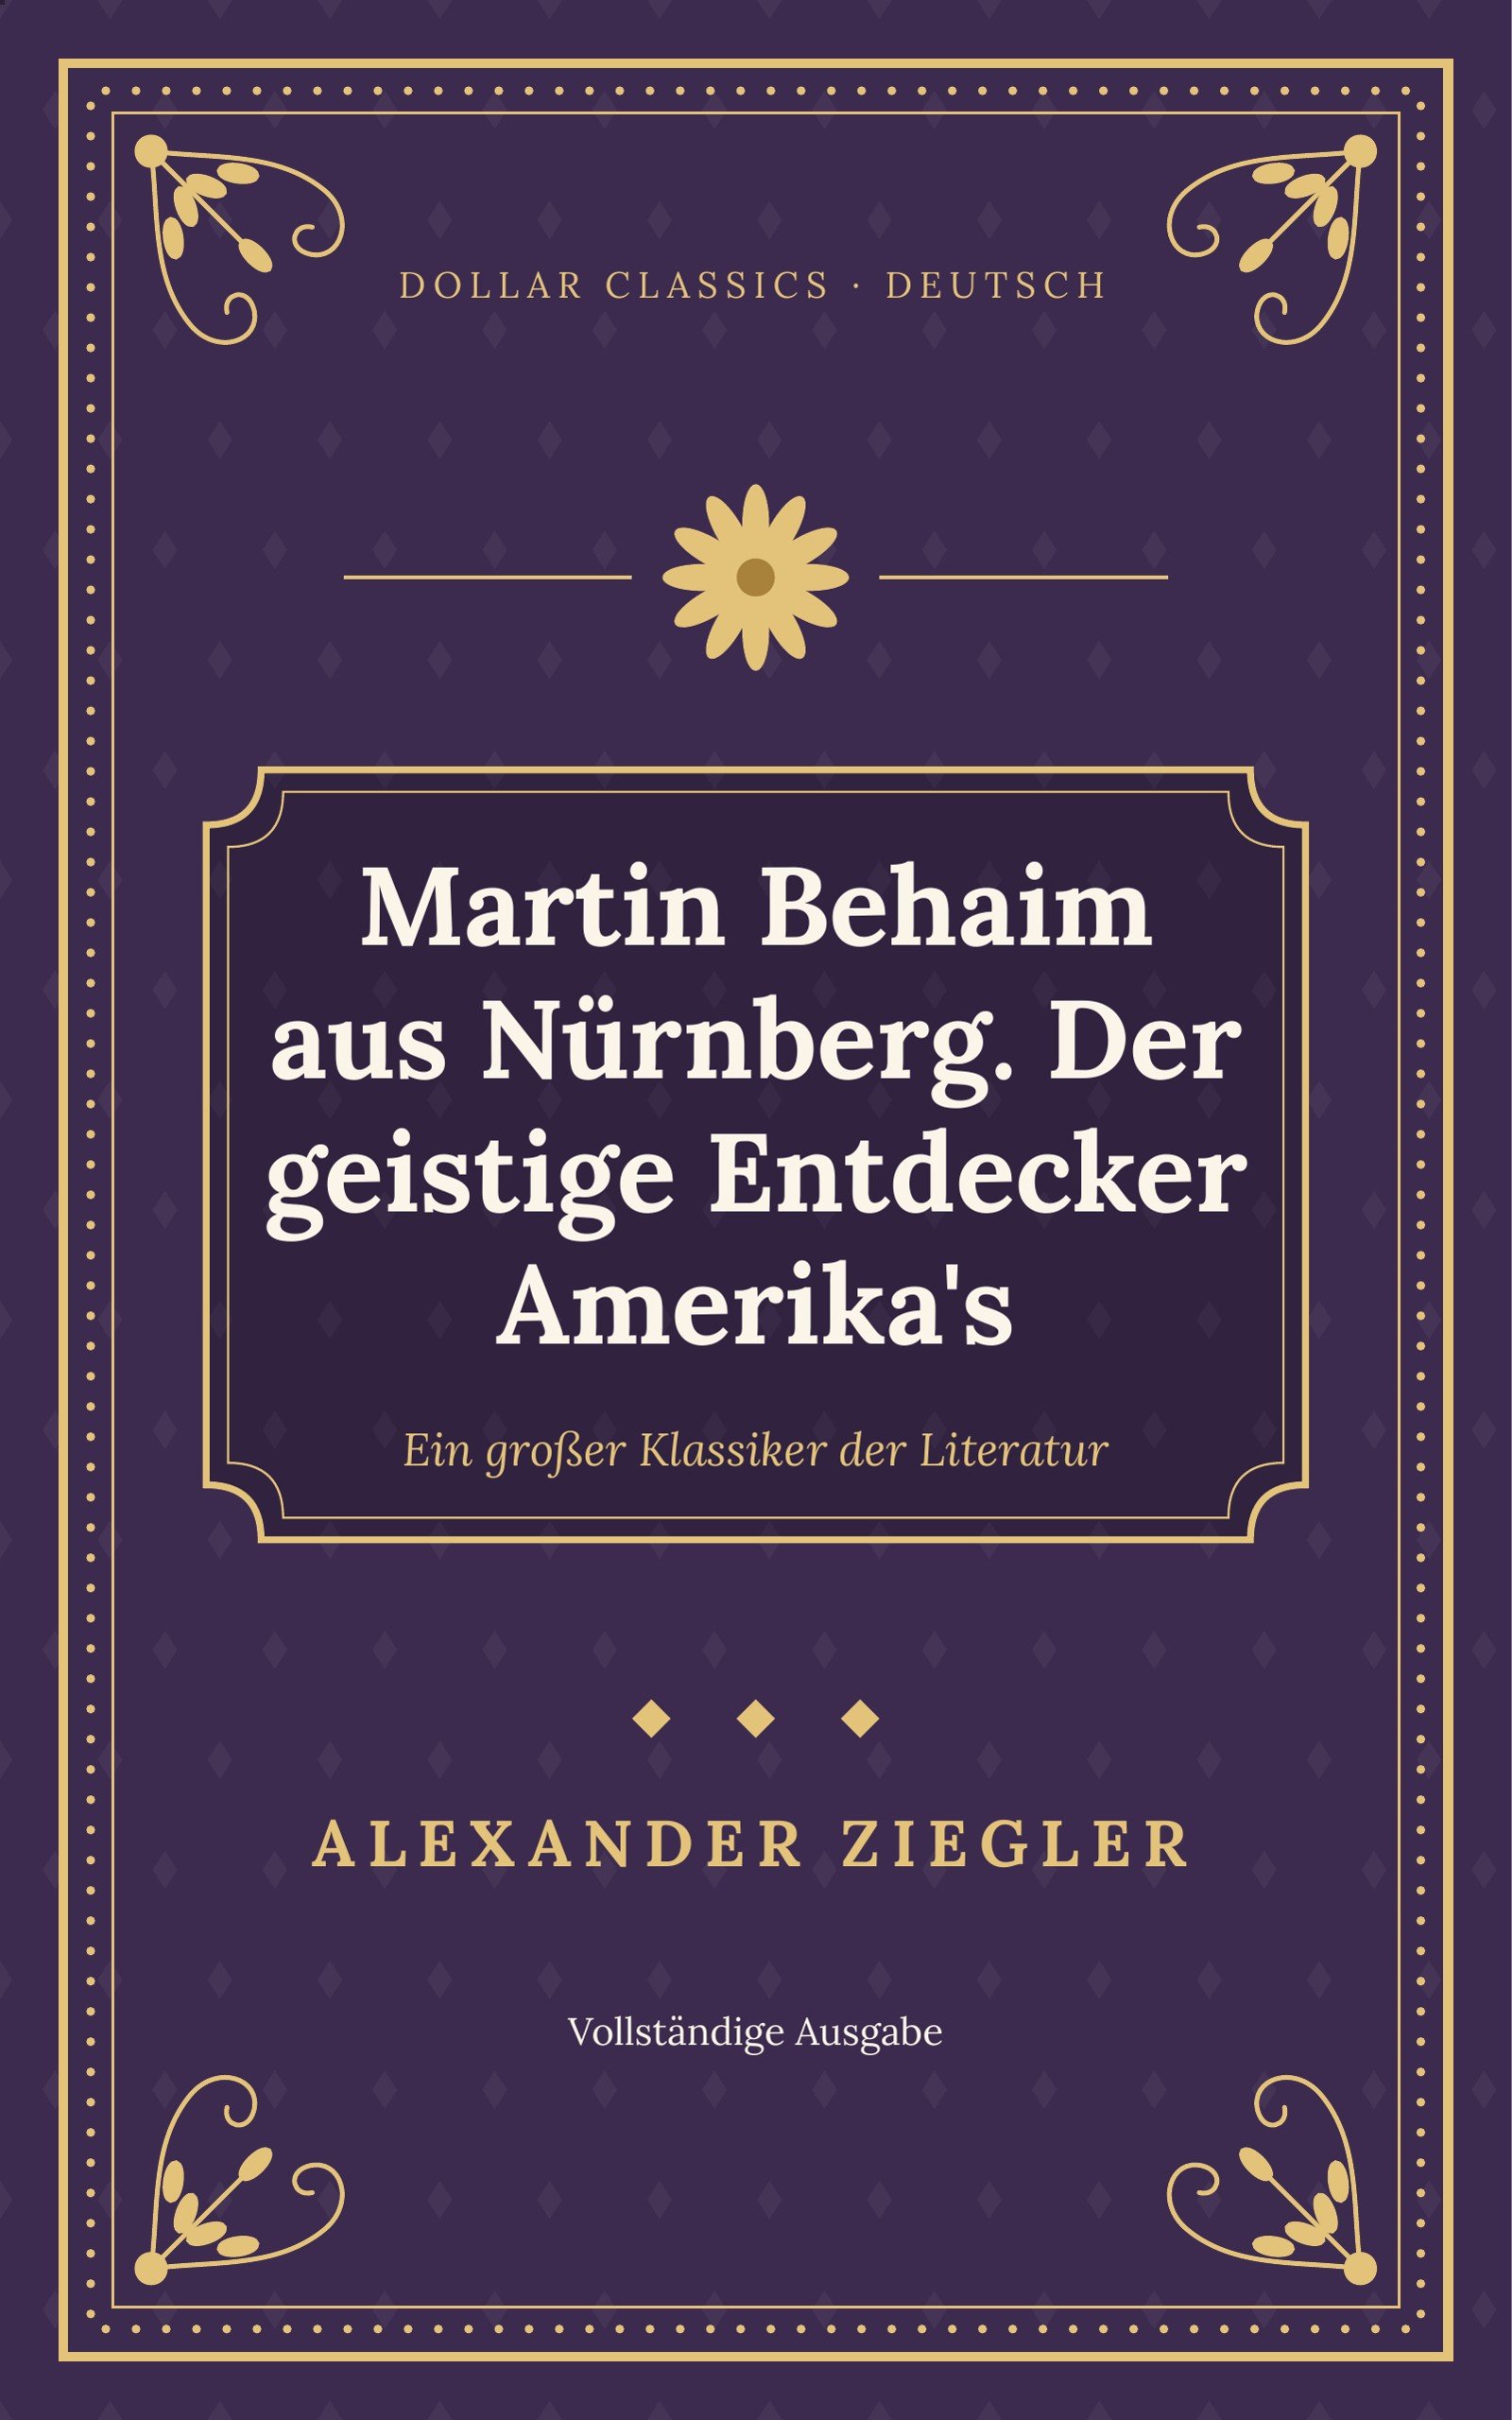 DOLLAR CLASSICS · DEUTSCH
Martin Behaim
aus Nürnberg. Der
geistige Entdecker
Amerika's
Ein großer Klassiker der Literatur
ALEXANDER ZIEGLER
Vollständige Ausgabe